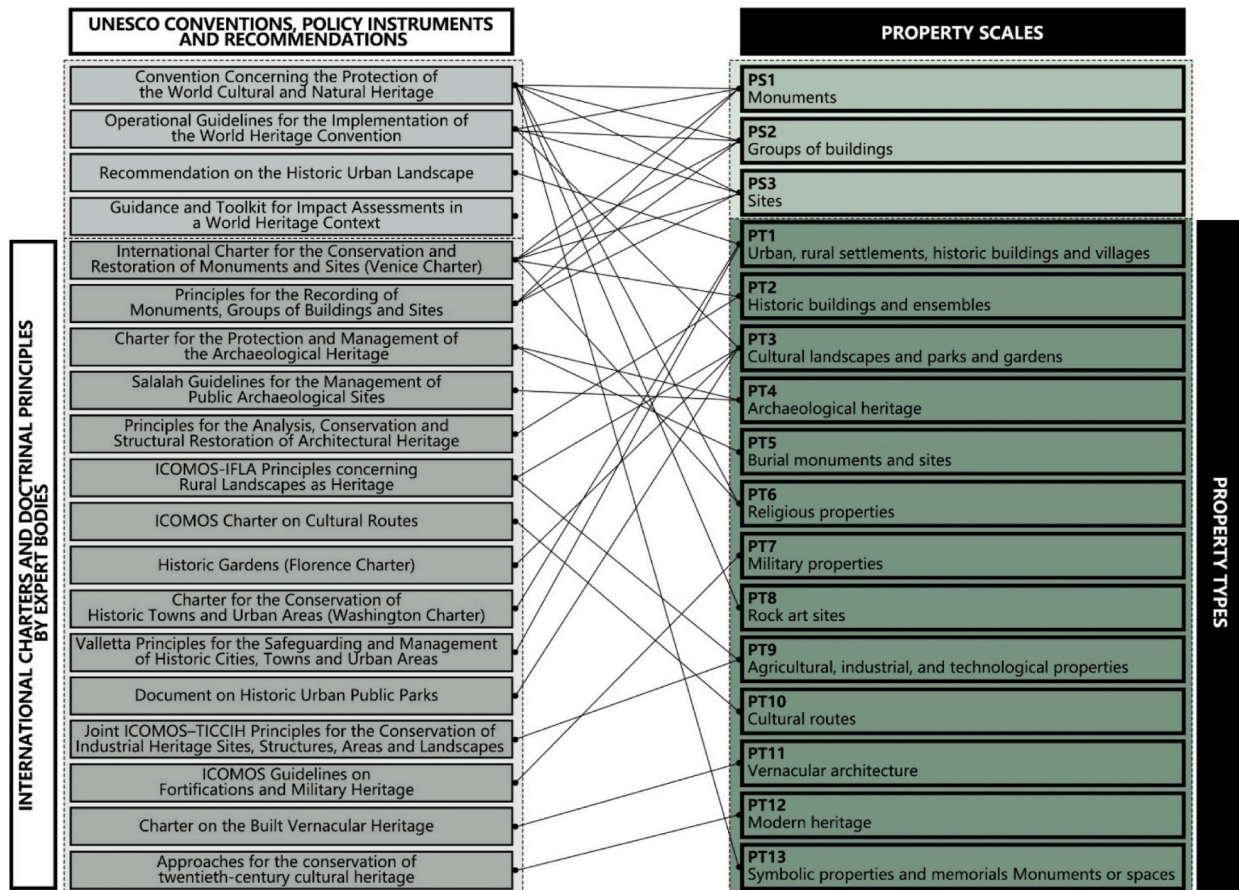 UNESCO CONVENTIONS, POLICY INSTRUMENTS
AND RECOMMENDATIONS
Convention Concerning the Protection of
the World Cultural and Natural Heritage
Operational Guidelines for the Implementation of
the World Heritage Convention
Recommendation on the Historic Urban Landscape
Guidance and Toolkit for Impact Assessments in
a World Heritage Context
INTERNATIONAL CHARTERS AND DOCTRINAL PRINCIPLES
BY EXPERT BODIES
International Charter for the Conservation and
Restoration of Monuments and Sites (Venice Charter)
Principles for the Recording of
Monuments, Groups of Buildings and Sites
Charter for the Protection and Management of
the Archaeological Heritage
Salalah Guidelines for the Management of
Public Archaeological Sites
Principles for the Analysis, Conservation and
Structural Restoration of Architectural Heritage
ICOMOS-IFLA Principles concerning
Rural Landscapes as Heritage
ICOMOS Charter on Cultural Routes
Historic Gardens (Florence Charter)
Charter for the Conservation of
Historic Towns and Urban Areas (Washington Charter)
Valletta Principles for the Safeguarding and Management
of Historic Cities, Towns and Urban Areas
Document on Historic Urban Public Parks
Joint ICOMOS–TICCIH Principles for the Conservation of
Industrial Heritage Sites, Structures, Areas and Landscapes
ICOMOS Guidelines on
Fortifications and Military Heritage
Charter on the Built Vernacular Heritage
Approaches for the conservation of
twentieth-century cultural heritage
PROPERTY SCALES
PS1
Monuments
PS2
Groups of buildings
PS3
Sites
PROPERTY TYPES
PT1
Urban, rural settlements, historic buildings and villages
PT2
Historic buildings and ensembles
PT3
Cultural landscapes and parks and gardens
PT4
Archaeological heritage
PT5
Burial monuments and sites
PT6
Religious properties
PT7
Military properties
PT8
Rock art sites
PT9
Agricultural, industrial, and technological properties
PT10
Cultural routes
PT11
Vernacular architecture
PT12
Modern heritage
PT13
Symbolic properties and memorials Monuments or spaces